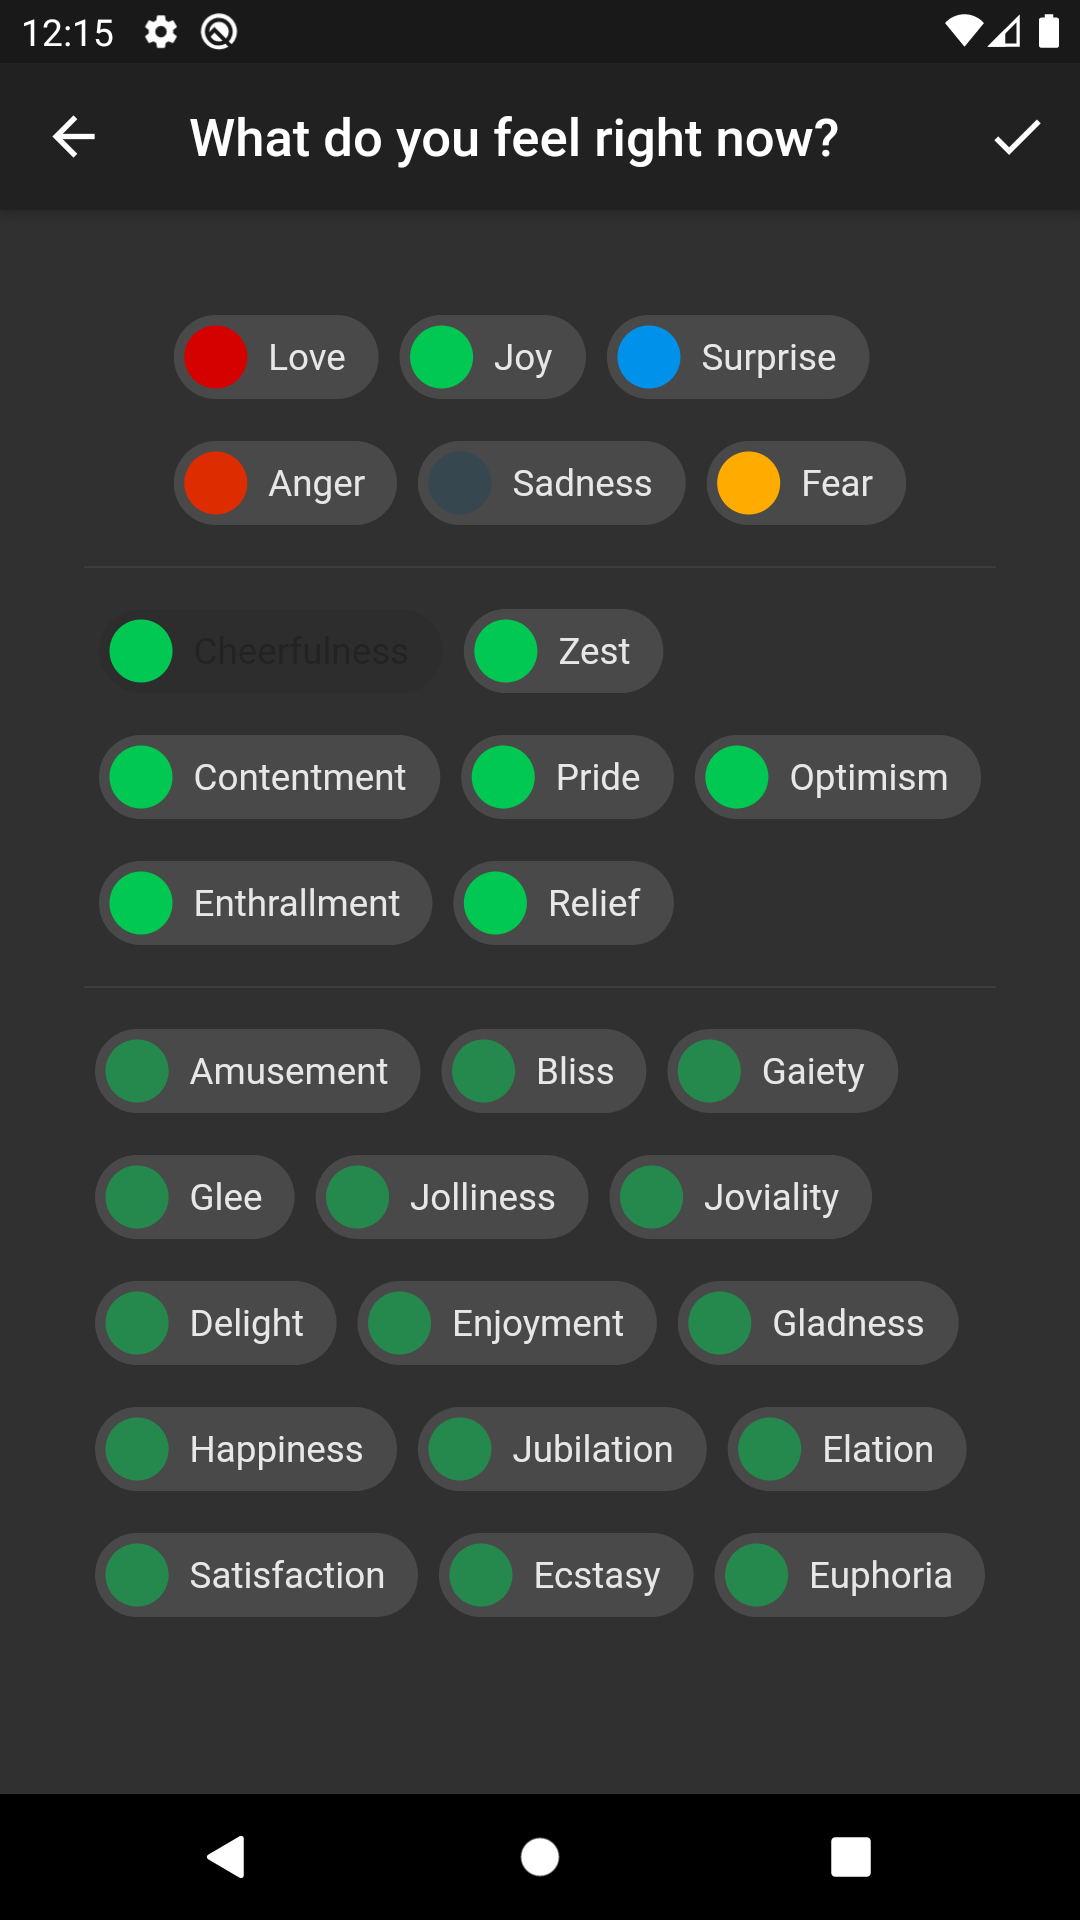 12:15
What do you feel right now?
Love Joy Surprise
Anger Sadness Fear
Cheerfulness Zest
Contentment Pride Optimism
Enthrallment Relief
Amusement Bliss Gaiety
Glee Jolliness Joviality
Delight Enjoyment Gladness
Happiness Jubilation Elation
Satisfaction Ecstasy Euphoria